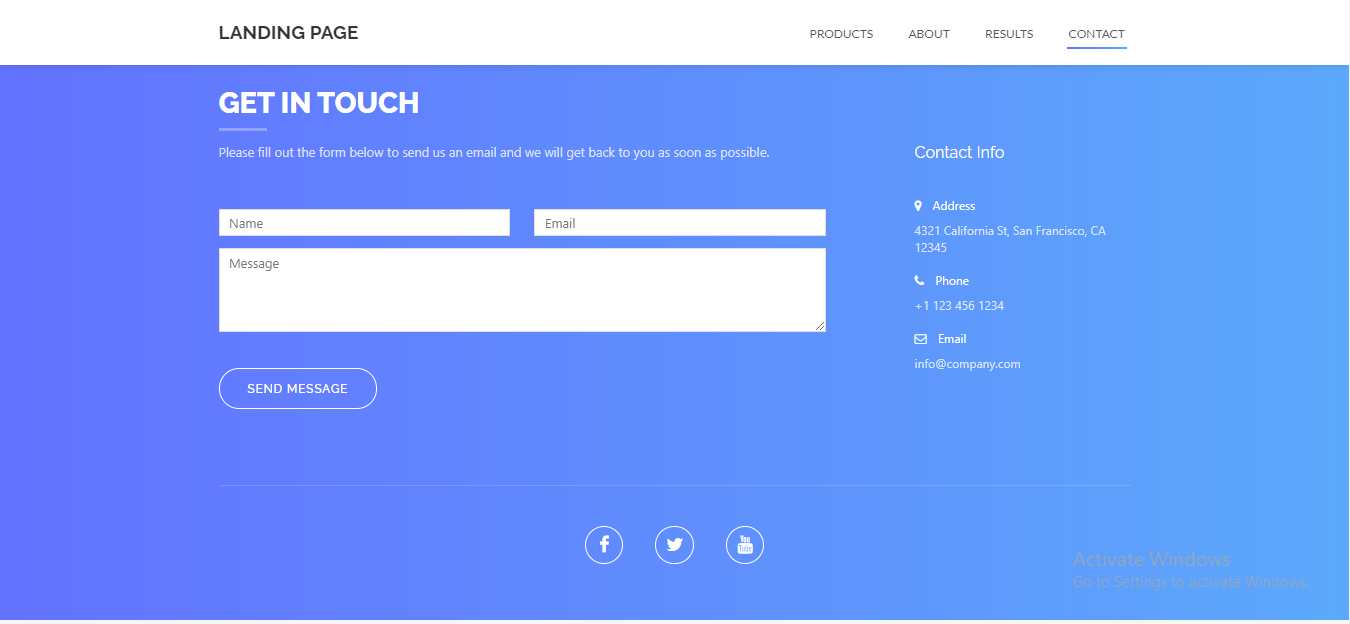 LANDING PAGE
PRODUCTS ABOUT RESULTS CONTACT
GET IN TOUCH
Please fill out the form below to send us an email and we will get back to you as soon as possible.
Name
Email
Message
SEND MESSAGE
Contact Info
Address
4321 California St, San Francisco, CA
12345
Phone
+1 123 456 1234
Email
info@company.com
You
Tube
Activate Windows
Go to Settings to activate Windows.